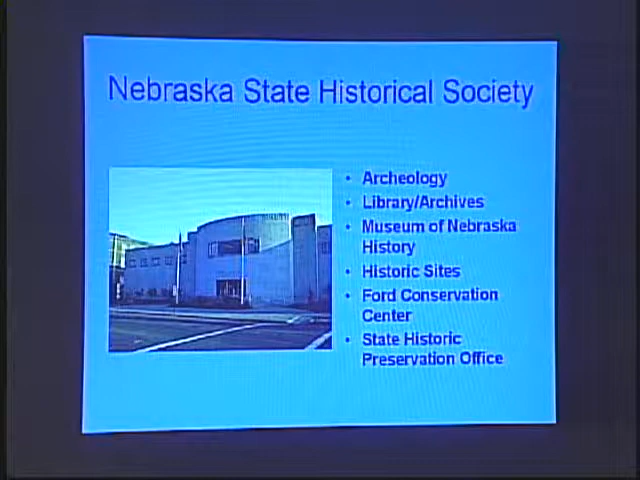 Nebraska State Historical Society
• Archeology
• Library/Archives
• Museum of Nebraska
History
• Historic Sites
• Ford Conservation
Center
• State Historic
Preservation Office